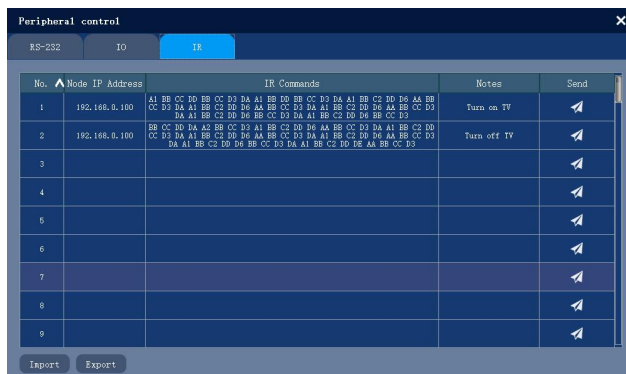 Peripheral control
RS-232 IO IR
No. Node IP Address IR Commands Notes Send
1 192.168.0.100 A1 BB CC DD BB CC D3 DA A1 BB DD BB CC D3 DA A1 BB C2 DD D6 AA BB
CC D3 DA A1 BB C2 DD D6 AA BB CC D3 DA A1 BB C2 DD D6 AA BB CC D3
DA A1 BB C2 DD D6 BB CC D3 DA A1 BB C2 DD D6 BB CC D3
Turn on TV
2 192.168.0.100 BB CC DD DA A2 BB CC D3 A1 BB C2 DD D6 AA BB CC D3 DA A1 BB C2 DD
CC D3 DA A1 BB C2 DD D6 AA BB CC D3 DA A1 BB C2 DD D6 AA BB CC D3
DA A1 BB C2 DD D6 BB CC D3 DA A1 BB C2 DD DE AA BB CC D3
Turn off TV
3
4
5
6
7
8
9
Import Export